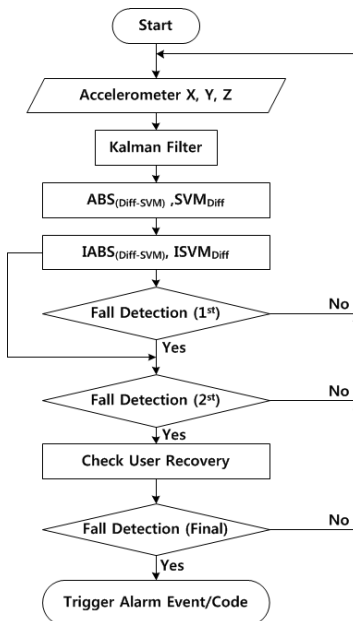 Start
Accelerometer X, Y, Z
Kalman Filter
ABS(Diff-SVM) ,SVMDiff
IABS(Diff-SVM), ISVMDiff
Fall Detection (1st)
No
Yes
Fall Detection (2st)
No
Yes
Check User Recovery
Fall Detection (Final)
No
Yes
Trigger Alarm Event/Code